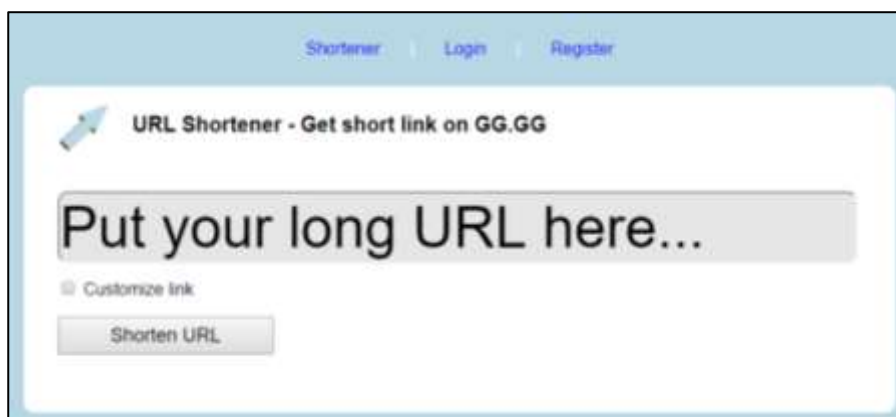 Shortener | Login | Register
URL Shortener - Get short link on GG.GG
Put your long URL here...
Customize link
Shorten URL